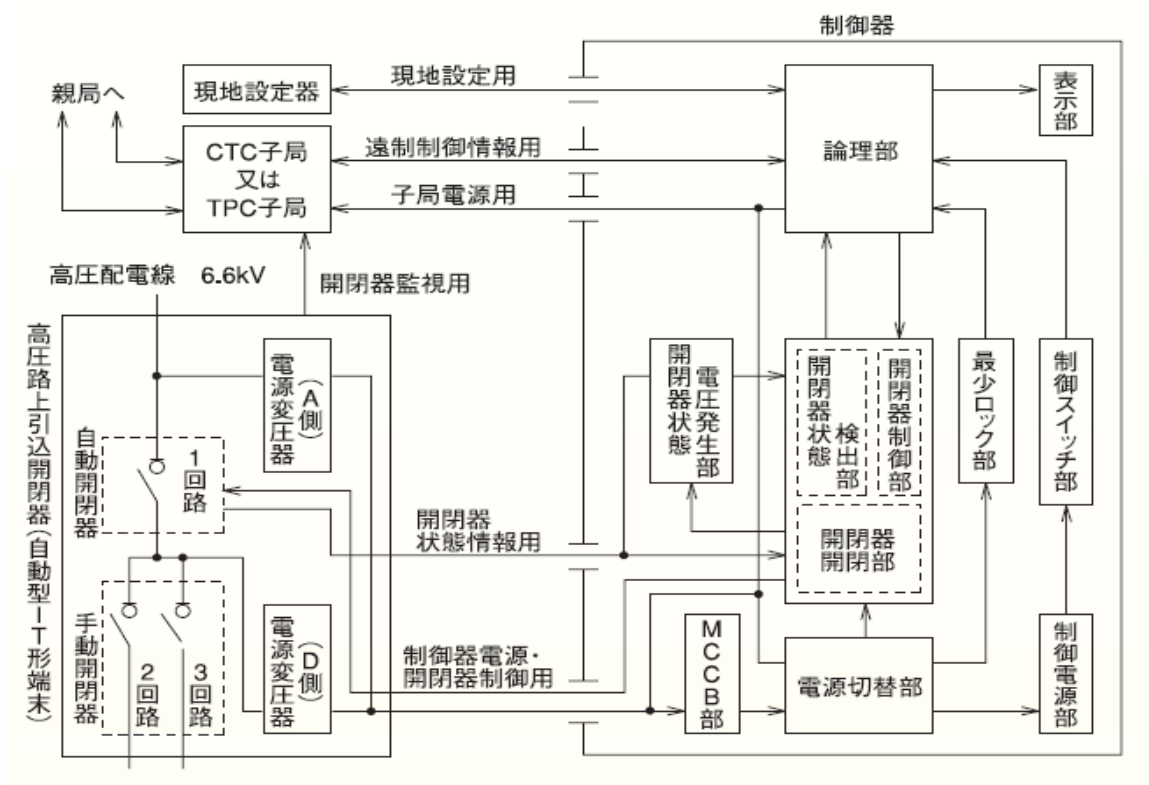 制御器
親局へ
現地設定器
現地設定用
論理部
表示部
CTC子局
又は
TPC子局
遠制制御情報用
子局電源用
高圧配電線 6.6kV
開閉器監視用
高圧路上引込開閉器(自動型-T形端末)
電源変圧器
(A側)
自動開閉器
1回路
開閉器状態
電圧発生部
開閉器状態
検出部
開閉器制御部
最少ロック部
制御スイッチ部
開閉器
状態情報用
開閉器
開閉部
手動開閉器
2回路
3回路
電源変圧器
(D側)
制御器電源・
開閉器制御用
MCCB部
電源切替部
制御電源部